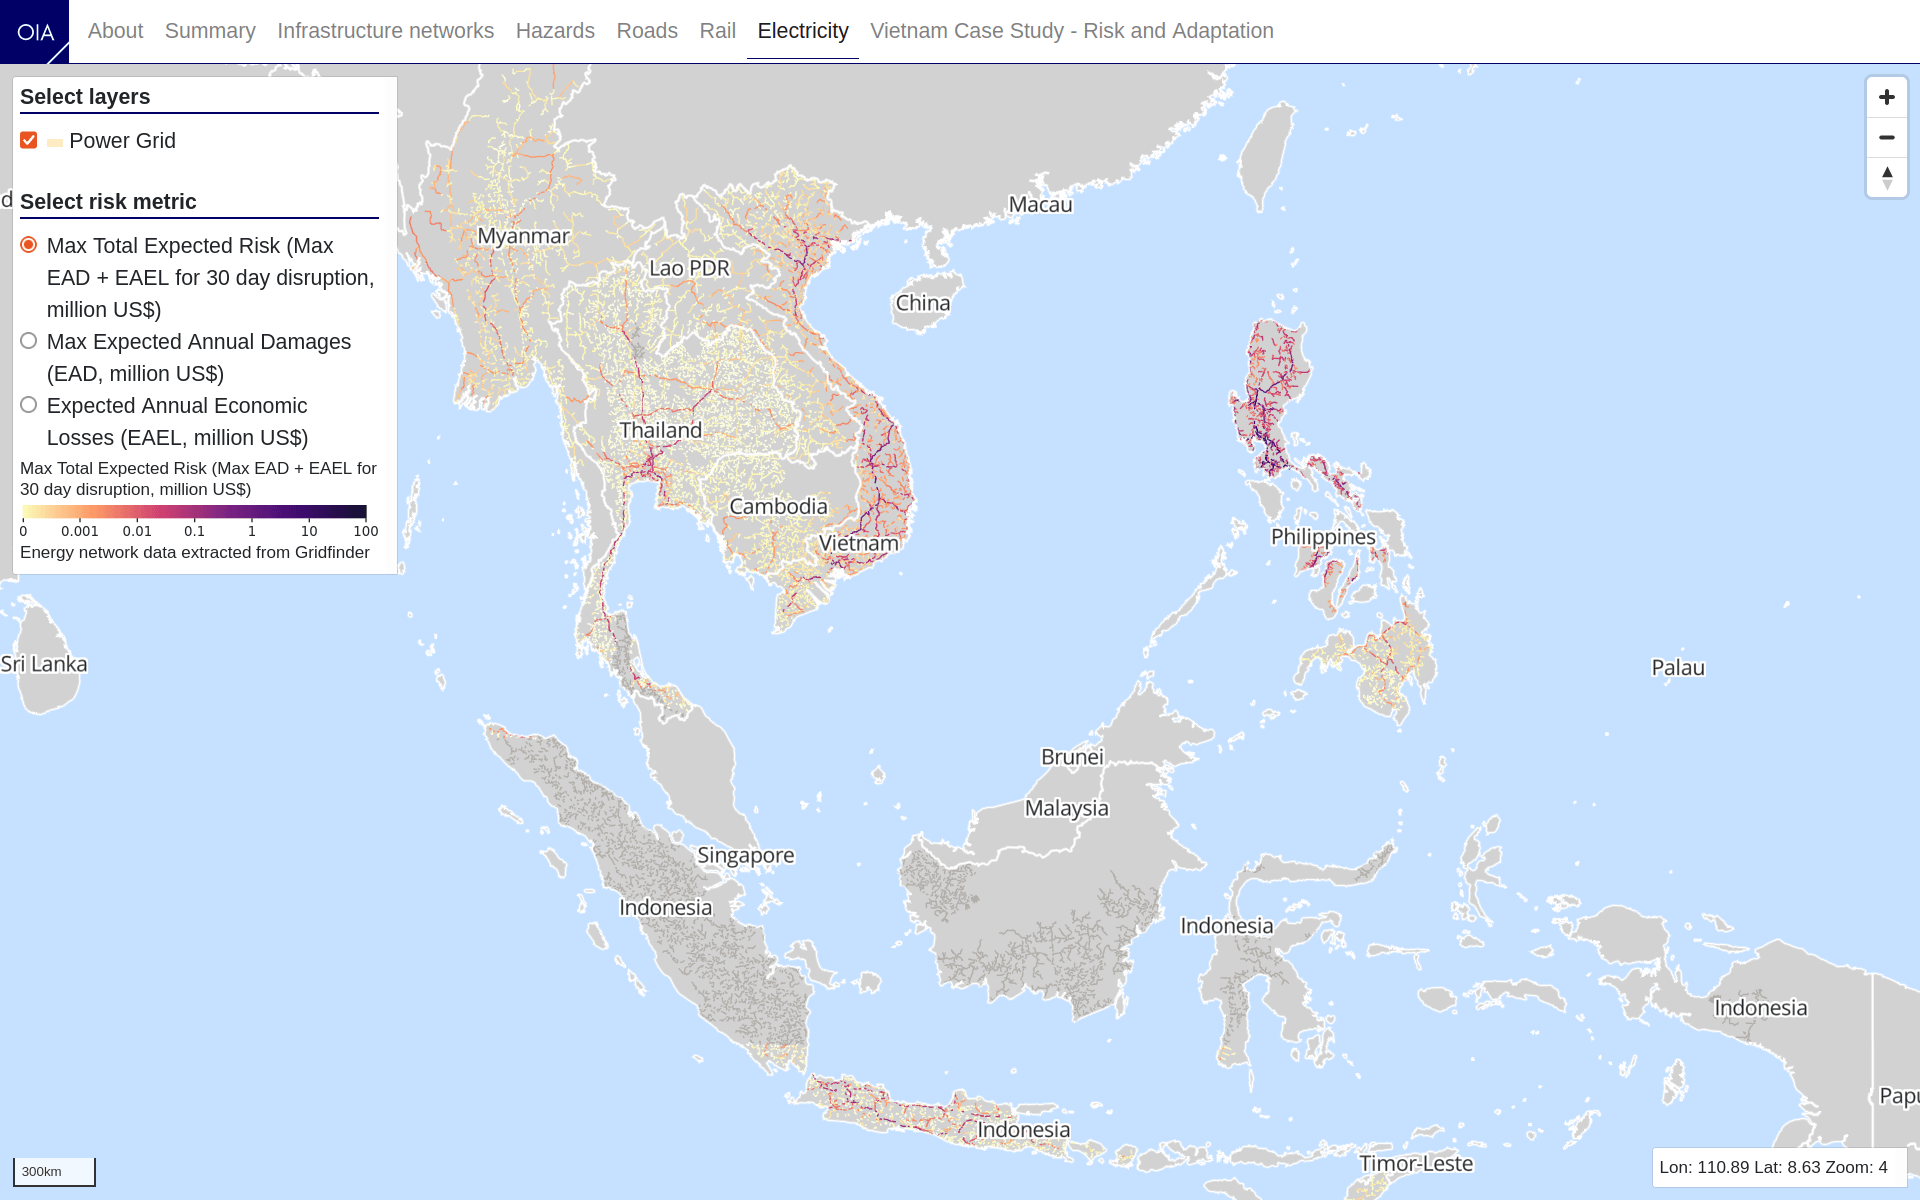 OIA
About Summary Infrastructure networks Hazards Roads Rail Electricity Vietnam Case Study - Risk and Adaptation
Select layers
Power Grid
Select risk metric
Max Total Expected Risk (Max
EAD + EAEL for 30 day disruption,
million US$)
Max Expected Annual Damages
(EAD, million US$)
Expected Annual Economic
Losses (EAEL, million US$)
Max Total Expected Risk (Max EAD + EAEL for
30 day disruption, million US$)
0 0.001 0.01 0.1 1 10 100
Energy network data extracted from Gridfinder
d
Macau
Myanmar
Lao PDR
China
Thailand
Cambodia
Vietnam
Philippines
Sri Lanka
Palau
Brunei
Malaysia
Singapore
Indonesia
Indonesia
Indonesia
Papu
Indonesia
Timor-Leste
300km
Lon: 110.89 Lat: 8.63 Zoom: 4